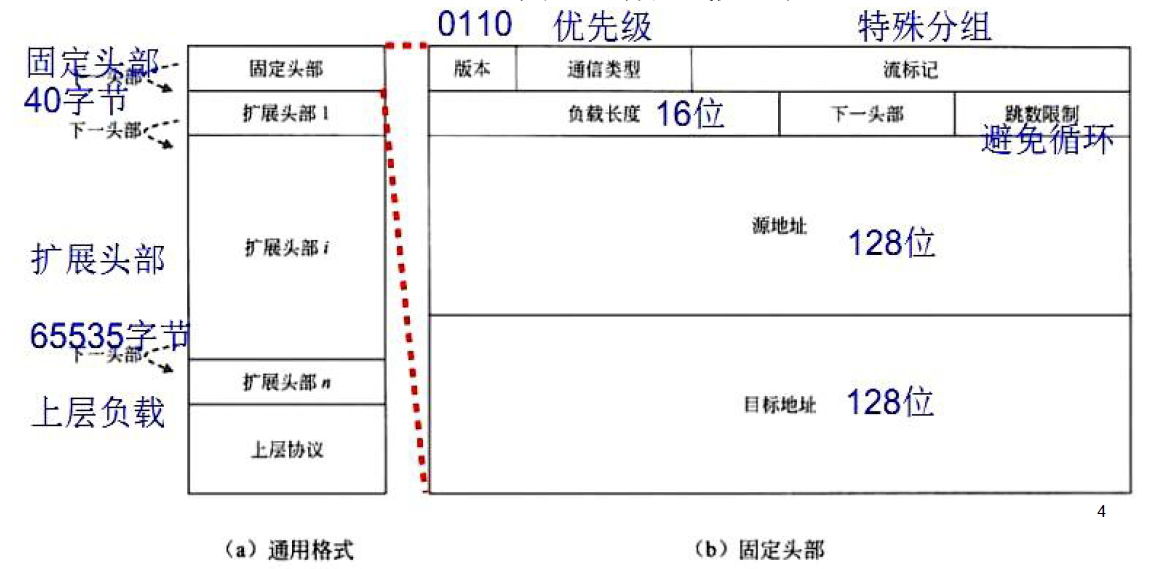 0110 优先级 特殊分组
固定头部
40字节
下一头部
下一头部
扩展头部
65535字节
下一头部
上层负载
固定头部
扩展头部 1
扩展头部 i
扩展头部 n
上层协议
版本 通信类型 流标记
负载长度 16位 下一头部 跳数限制
避免循环
源地址 128位
目标地址 128位
4
(a) 通用格式 (b) 固定头部